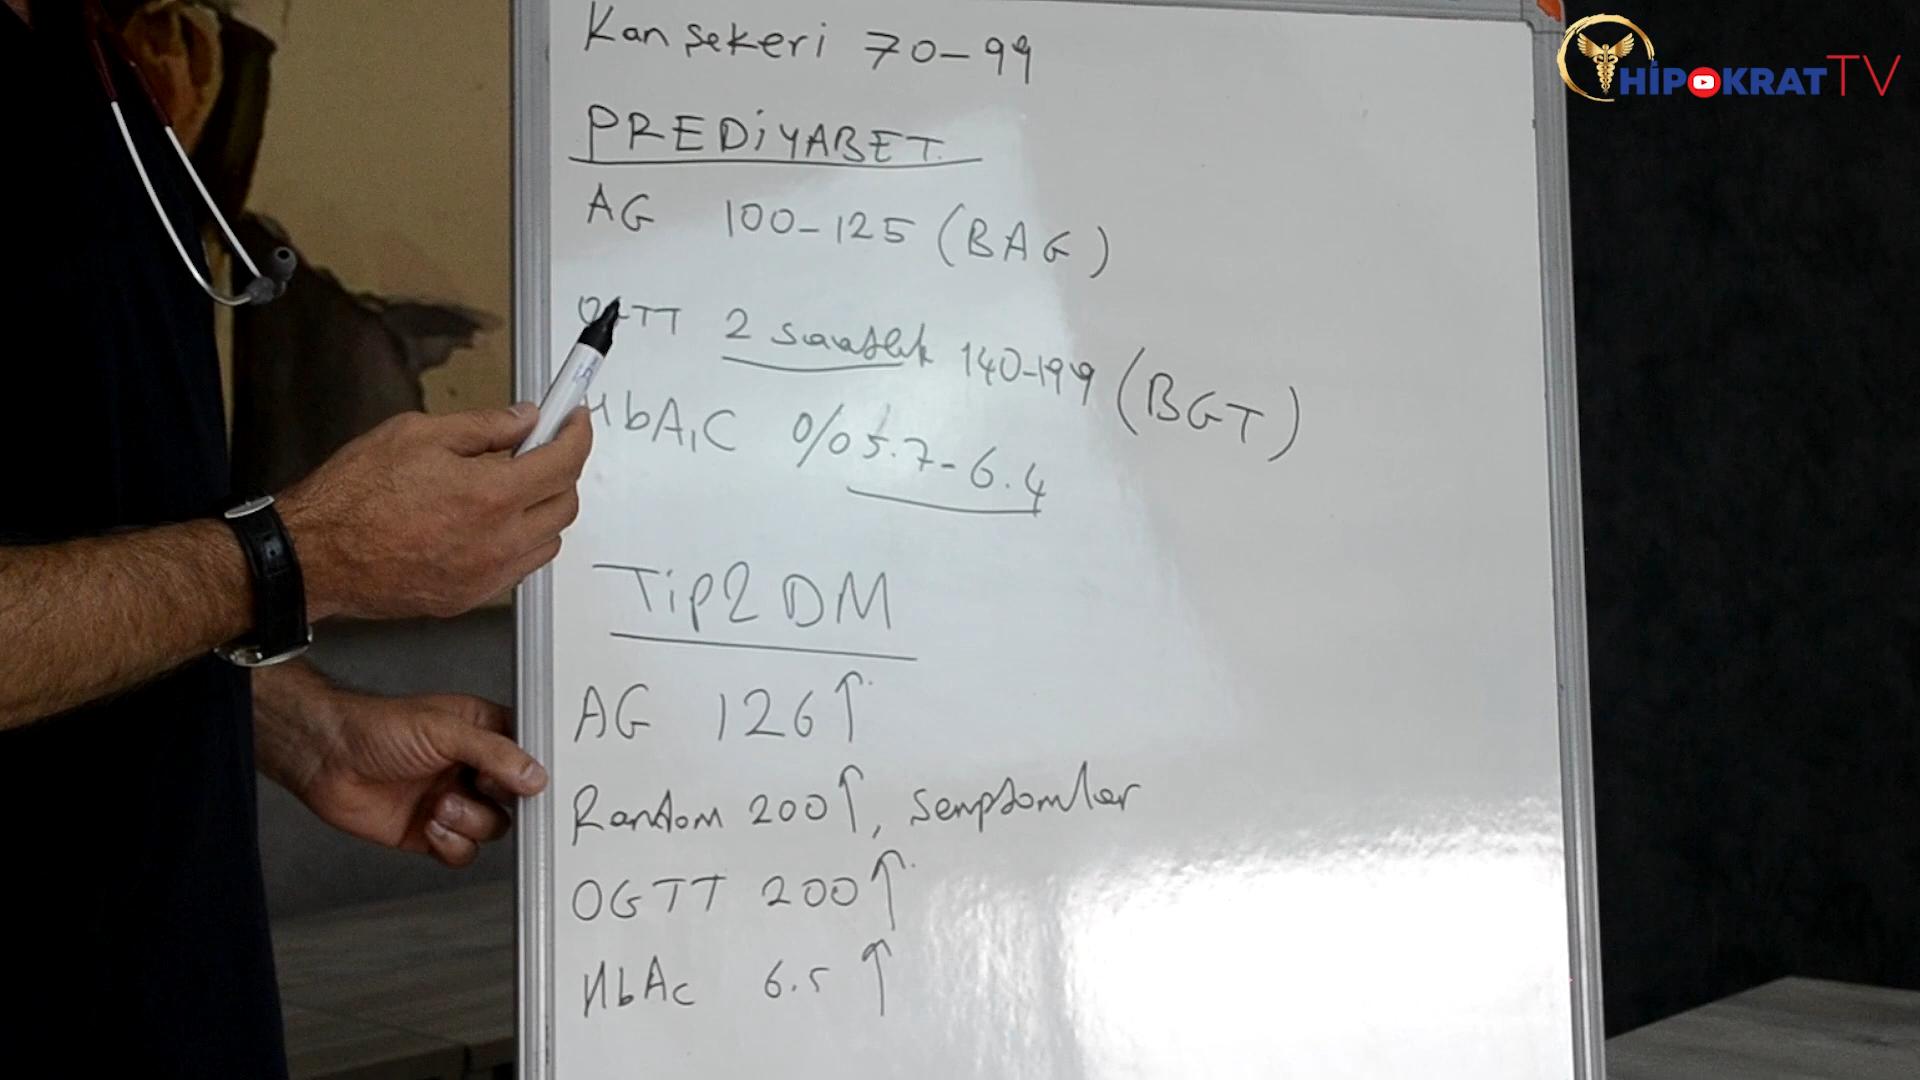 HİPOKRAT TV
Kan şekeri 70-99
PREDİYABET
AG 100-125 (BAG)
OGTT 2 saatlik 140-199 (BGT)
HbA1C %5.7-6.4
Tip2 DM
AG 126↑
Random 200↑, semptomlar
OGTT 200↑
HbAc 6.5↑